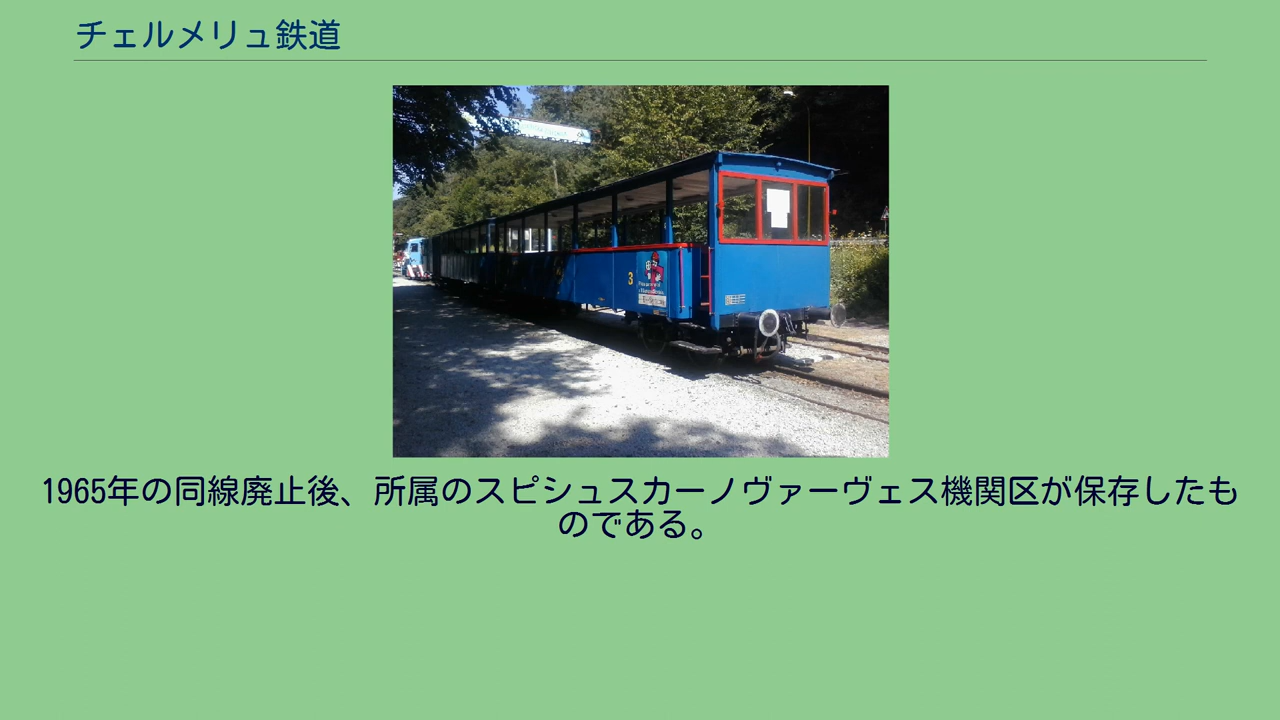 チェルメリュ鉄道
3
1965年の同線廃止後、所属のスピシュスカーノヴァーヴェス機関区が保存したも
のである。